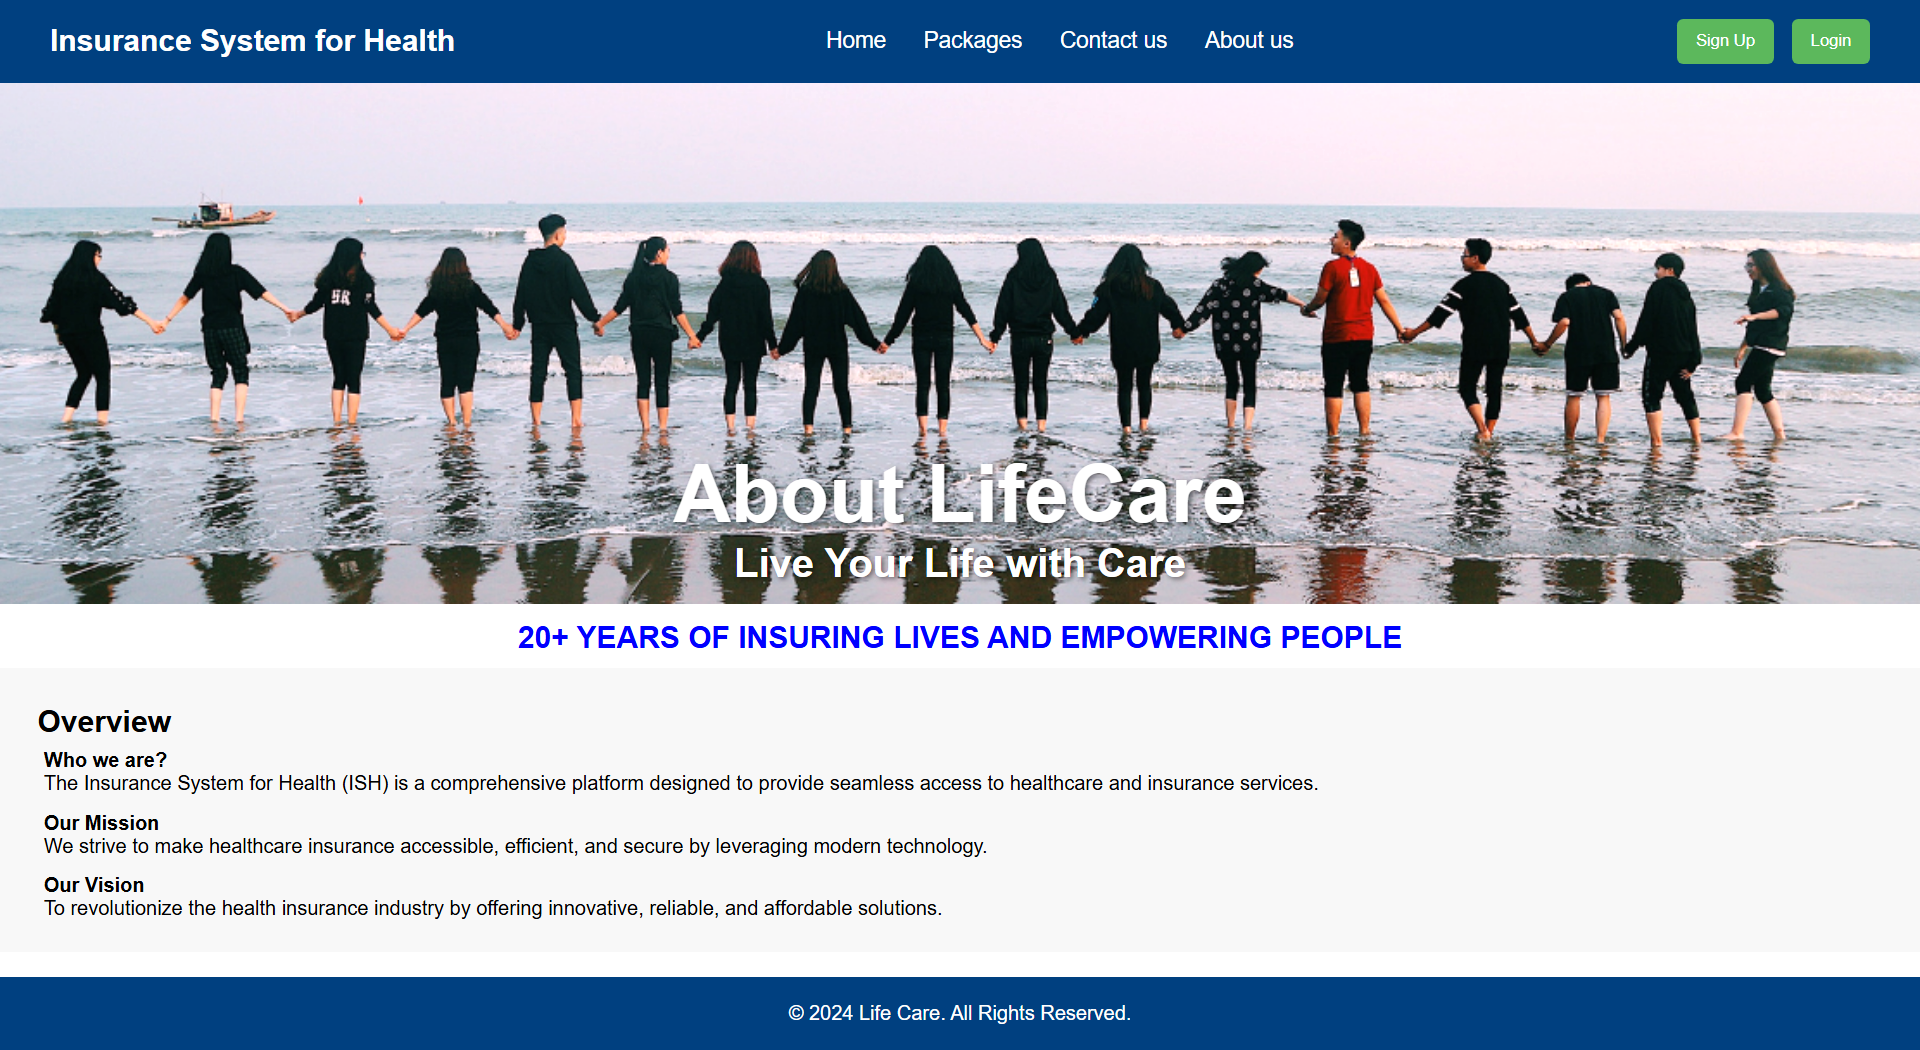 Insurance System for Health
Home Packages Contact us About us
Sign Up Login
About LifeCare
Live Your Life with Care
20+ YEARS OF INSURING LIVES AND EMPOWERING PEOPLE
Overview
Who we are?
The Insurance System for Health (ISH) is a comprehensive platform designed to provide seamless access to healthcare and insurance services.
Our Mission
We strive to make healthcare insurance accessible, efficient, and secure by leveraging modern technology.
Our Vision
To revolutionize the health insurance industry by offering innovative, reliable, and affordable solutions.
© 2024 Life Care. All Rights Reserved.